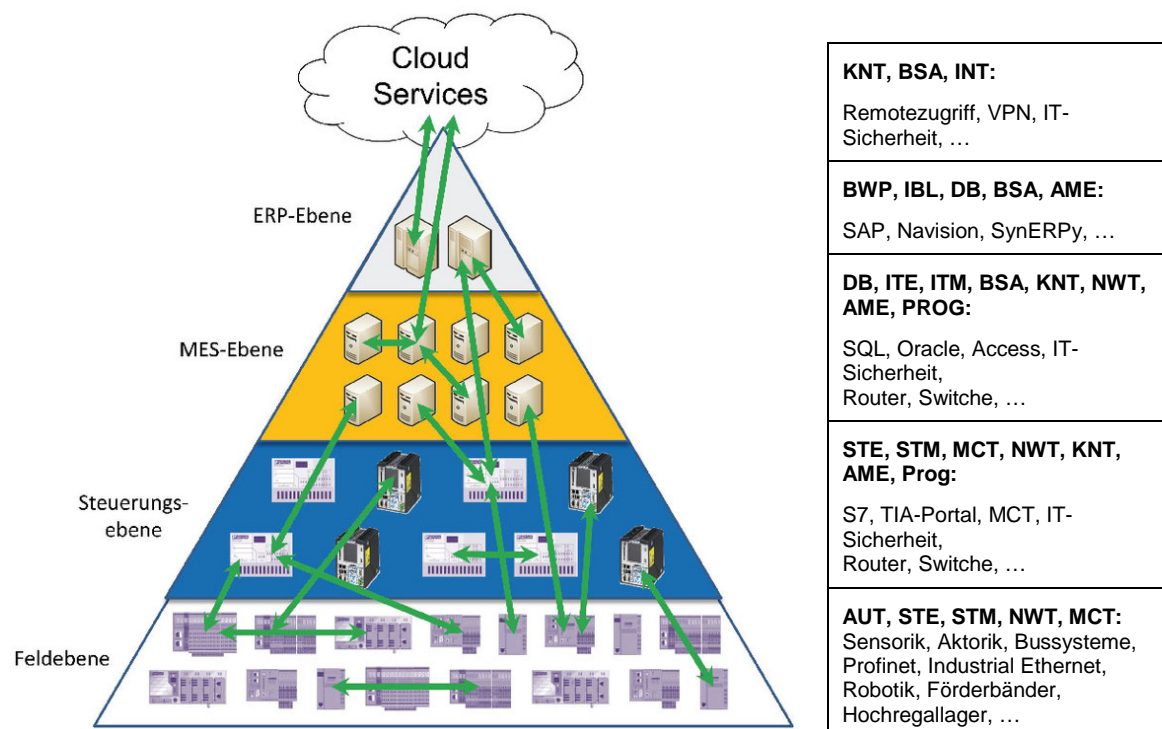 Cloud
Services
ERP-Ebene
MES-Ebene
Steuerungs-
ebene
Feldebene
KNT, BSA, INT:
Remotezugriff, VPN, IT-
Sicherheit, …
BWP, IBL, DB, BSA, AME:
SAP, Navision, SynERPy, …
DB, ITE, ITM, BSA, KNT, NWT,
AME, PROG:
SQL, Oracle, Access, IT-
Sicherheit,
Router, Switche, …
STE, STM, MCT, NWT, KNT,
AME, Prog:
S7, TIA-Portal, MCT, IT-
Sicherheit,
Router, Switche, …
AUT, STE, STM, NWT, MCT:
Sensorik, Aktorik, Bussysteme,
Profinet, Industrial Ethernet,
Robotik, Förderbänder,
Hochregallager, …